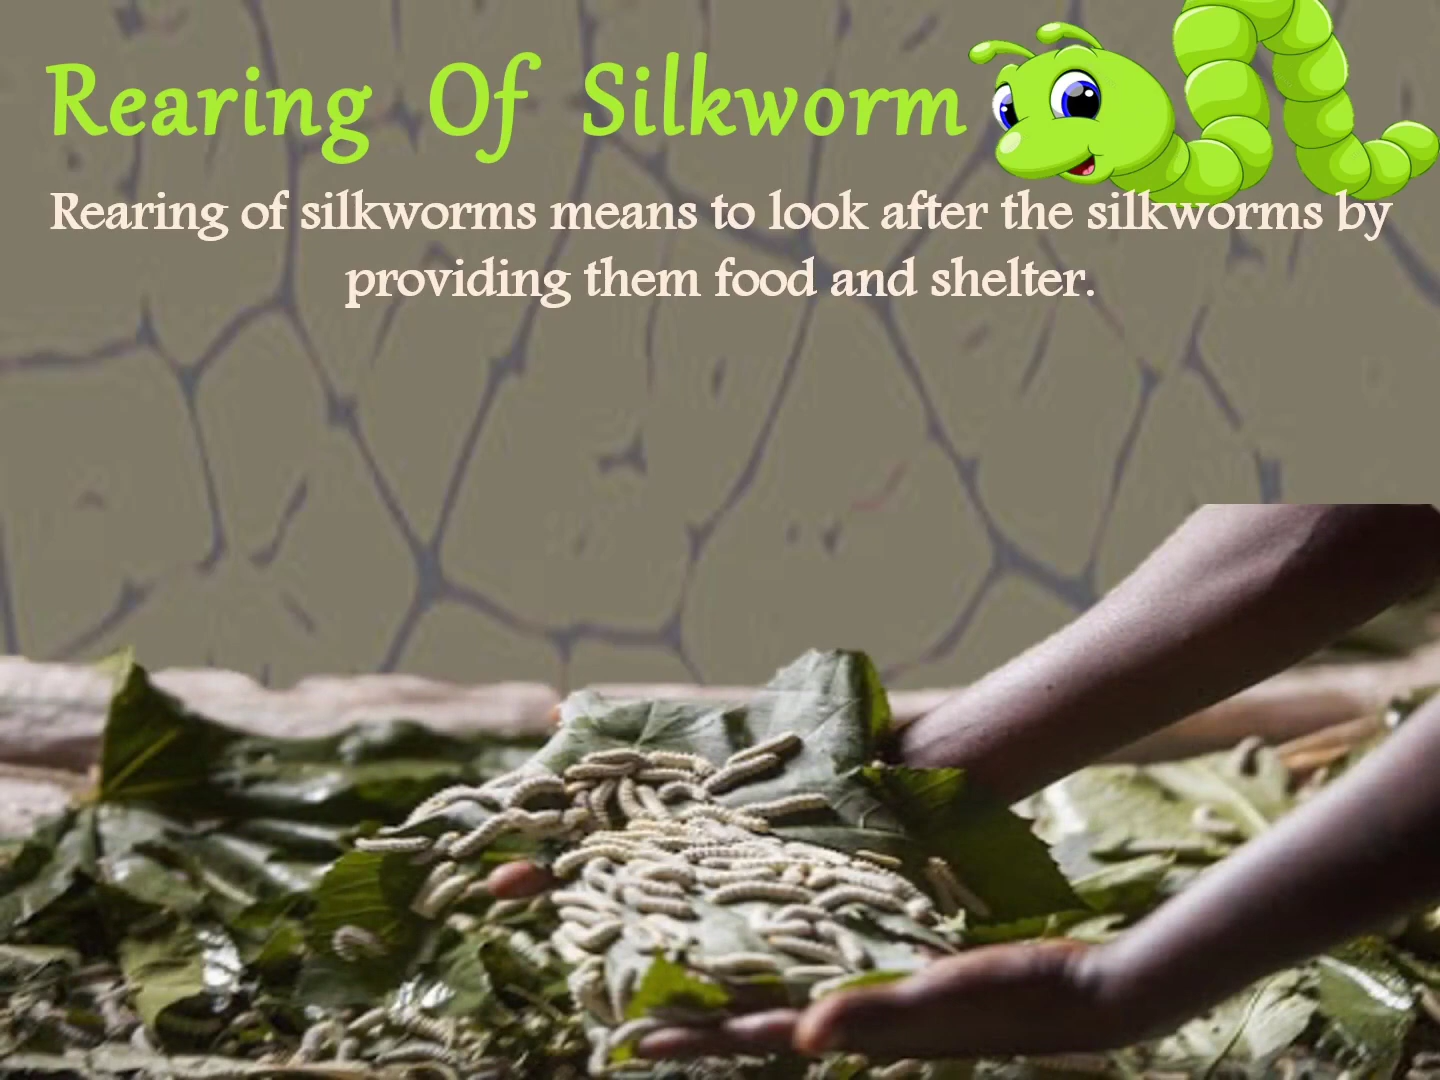 Rearing Of Silkworm
Rearing of silkworms means to look after the silkworms by
providing them food and shelter.